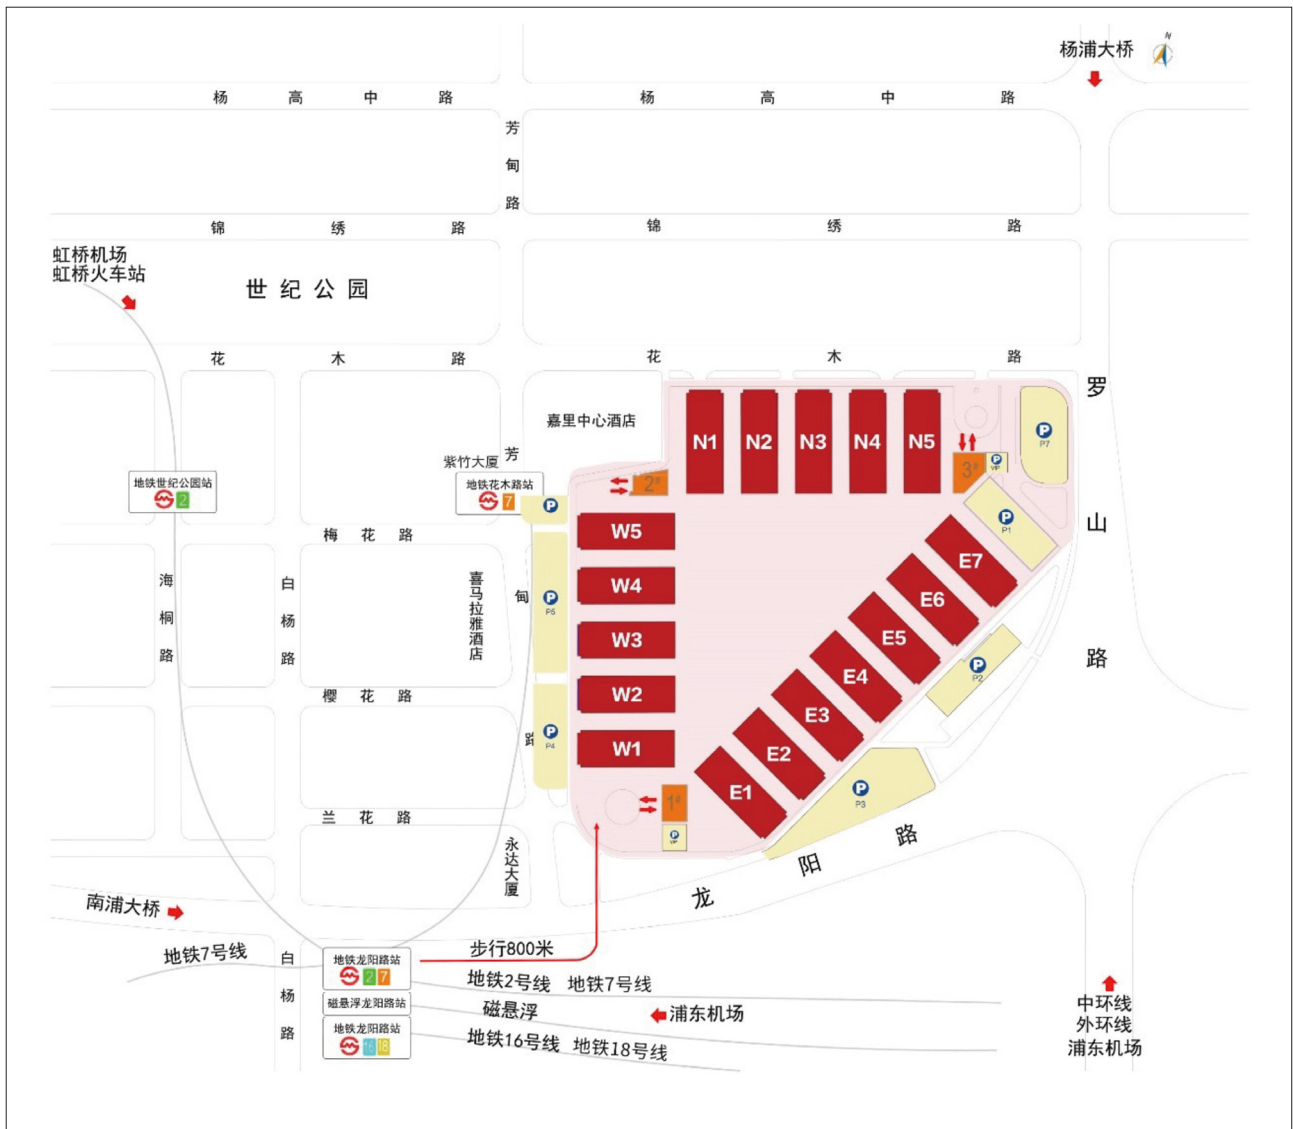 N
杨浦大桥
杨高中路
杨高中路
芳甸路
锦绣路
锦绣路
虹桥机场
虹桥火车站
世纪公园
花木路
花木路
罗山路
嘉里中心酒店
N1
N2
N3
N4
N5
P
P7
紫竹大厦
芳甸路
地铁世纪公园站
2
地铁花木路站
7
P
2#
3#
P
VIP
P
P1
梅花路
W5
W4
W3
W2
W1
E7
E6
E5
E4
E3
E2
E1
海桐路
白杨路
喜马拉雅酒店
P
P5
P
P2
樱花路
P
P4
P
P3
1#
P
VIP
兰花路
永达大厦
龙阳路
南浦大桥
地铁7号线
白杨路
地铁龙阳路站
2 7
步行800米
地铁2号线 地铁7号线
磁悬浮龙阳路站
磁悬浮
浦东机场
地铁龙阳路站
16 18
地铁16号线 地铁18号线
中环线
外环线
浦东机场